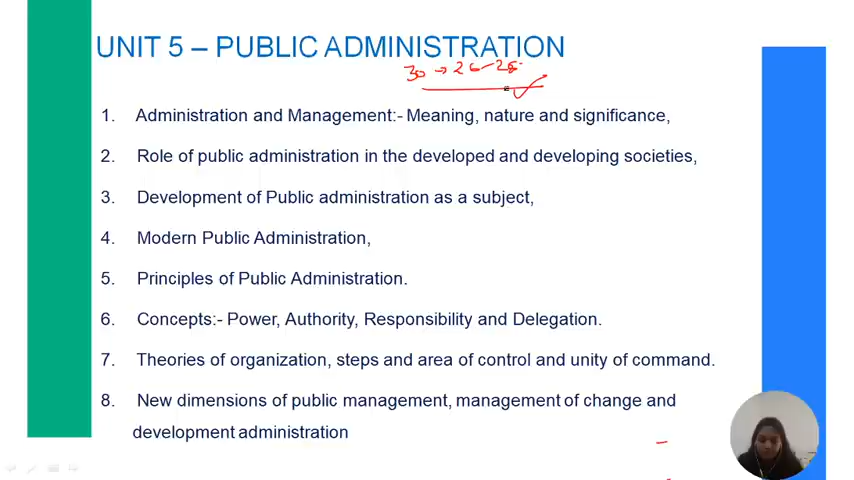 UNIT 5 – PUBLIC ADMINISTRATION
30 → 26-28
1. Administration and Management:- Meaning, nature and significance,
2. Role of public administration in the developed and developing societies,
3. Development of Public administration as a subject,
4. Modern Public Administration,
5. Principles of Public Administration.
6. Concepts:- Power, Authority, Responsibility and Delegation.
7. Theories of organization, steps and area of control and unity of command.
8. New dimensions of public management, management of change and
development administration